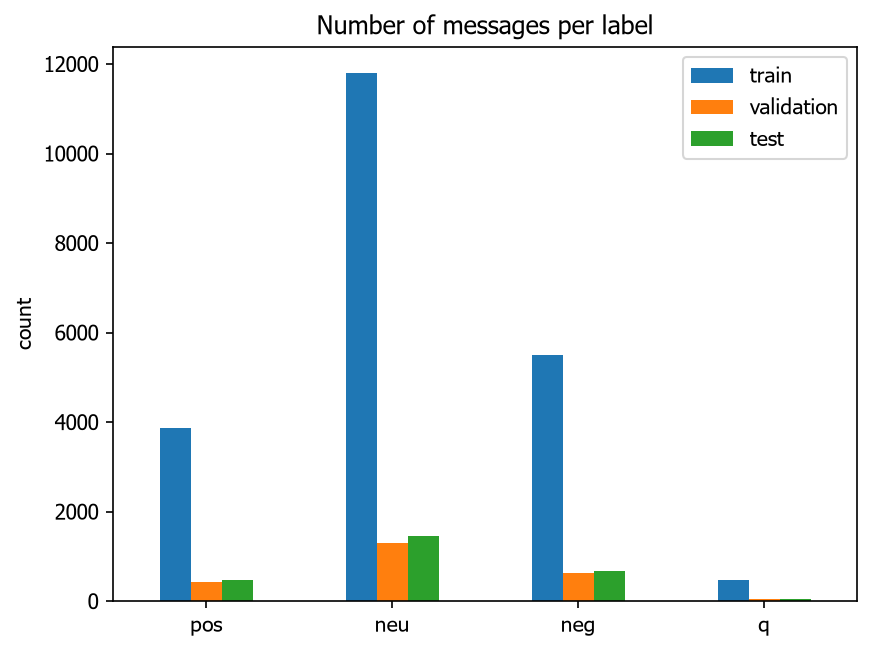 Number of messages per label
train
validation
test
12000
10000
8000
6000
4000
2000
0
count
pos neu neg q